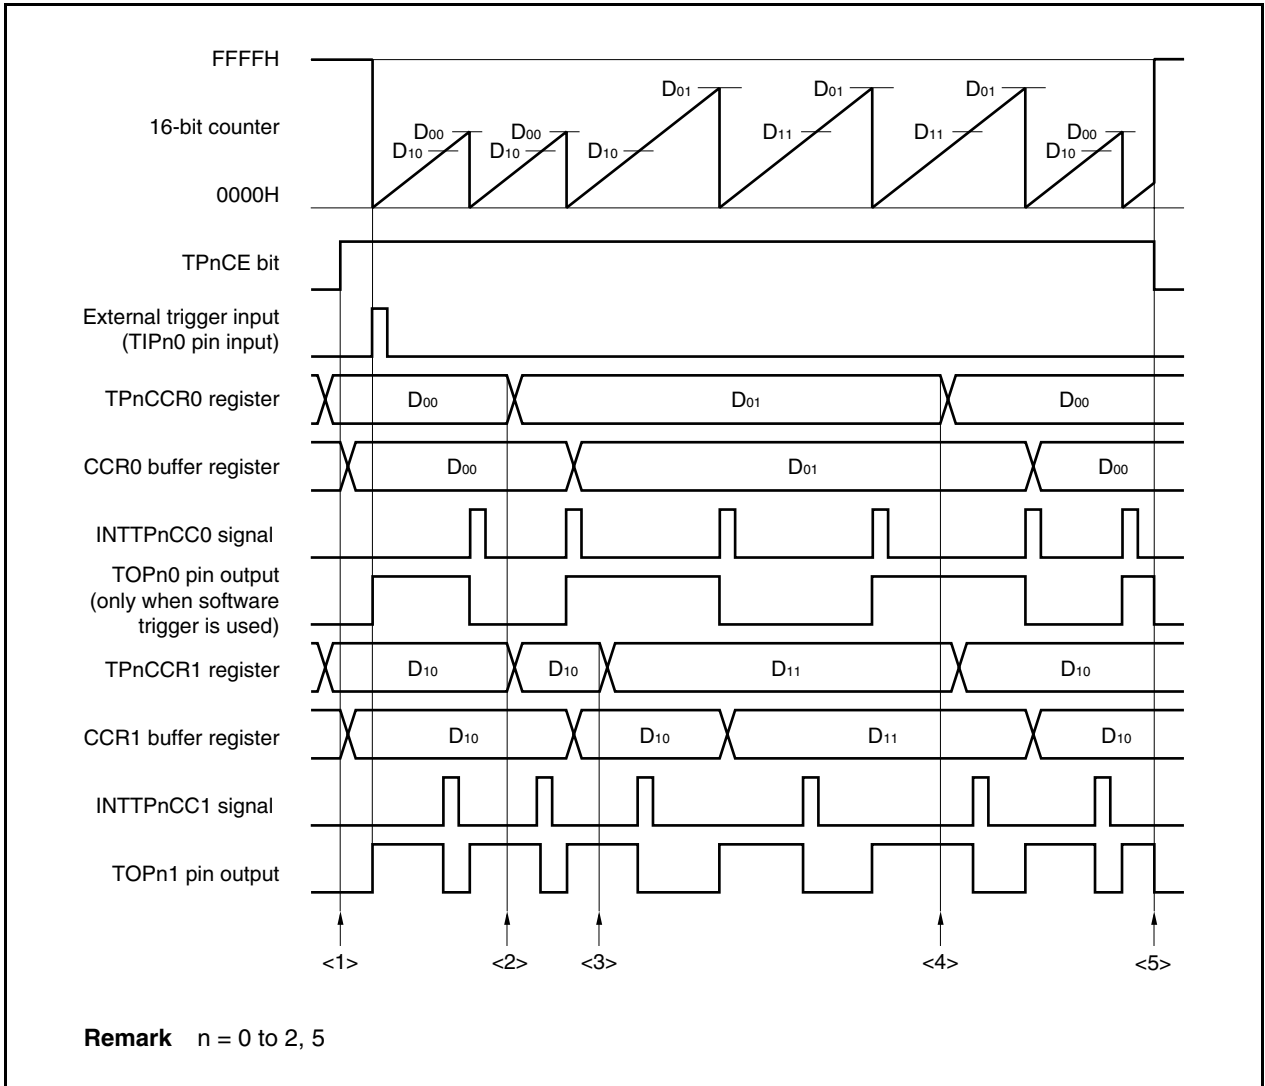 FFFFH
D01 D01 D01
16-bit counter D00 D00 D11 D11 D00
D10 D10 D10 D10
0000H
TPnCE bit
External trigger input
(TIPn0 pin input)
TPnCCR0 register D00 D01 D00
CCR0 buffer register D00 D01 D00
INTTPnCC0 signal
TOPn0 pin output
(only when software
trigger is used)
TPnCCR1 register D10 D10 D11 D10
CCR1 buffer register D10 D10 D11 D10
INTTPnCC1 signal
TOPn1 pin output
<1> <2> <3> <4> <5>
Remark n = 0 to 2, 5